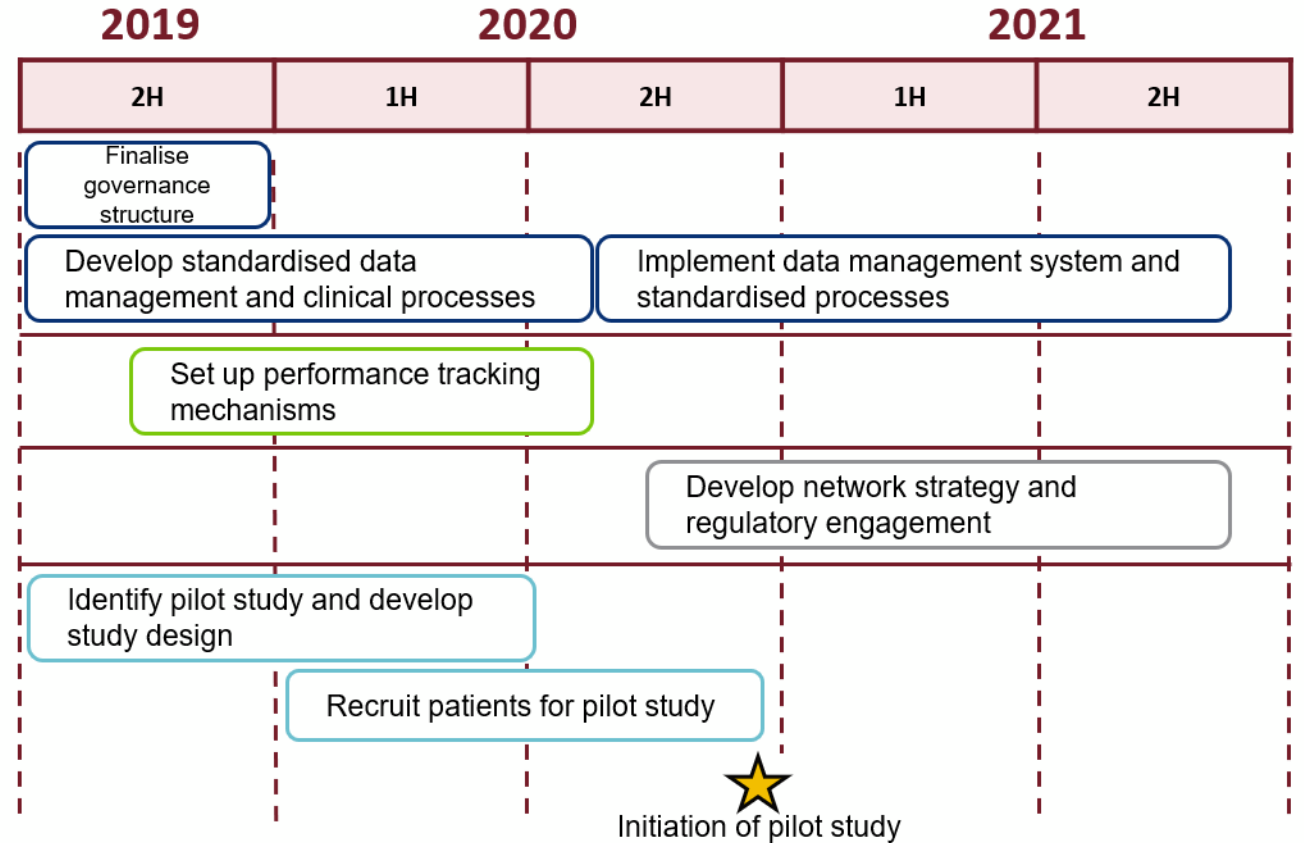 2019 2020 2021
2H 1H 2H 1H 2H
Finalise
governance
structure
Develop standardised data
management and clinical processes
Implement data management system and
standardised processes
Set up performance tracking
mechanisms
Develop network strategy and
regulatory engagement
Identify pilot study and develop
study design
Recruit patients for pilot study
Initiation of pilot study